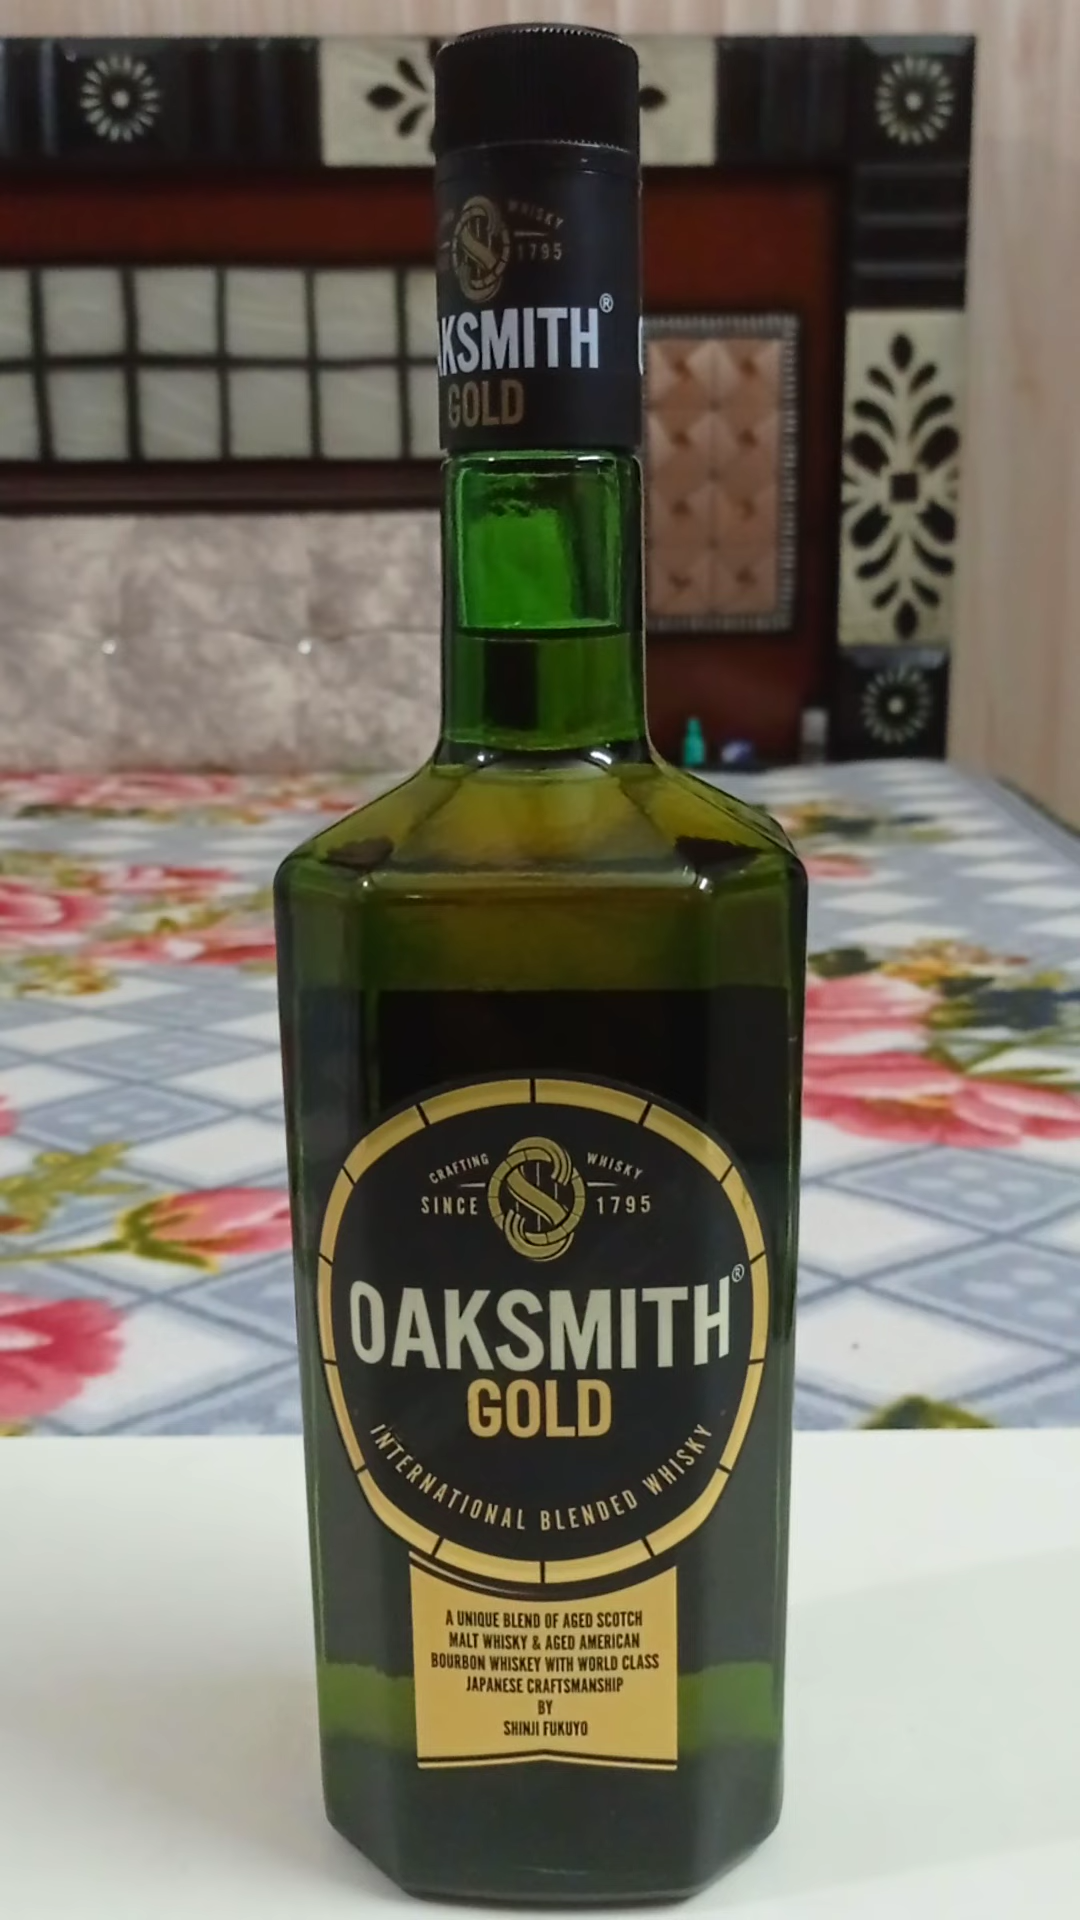 WHISKY
1795
AKSMITH®
GOLD
CRAFTING WHISKY
SINCE 1795
OAKSMITH®
GOLD
INTERNATIONAL BLENDED WHISKY
A UNIQUE BLEND OF AGED SCOTCH
MALT WHISKY & AGED AMERICAN
BOURBON WHISKEY WITH WORLD CLASS
JAPANESE CRAFTSMANSHIP
BY
SHINJI FUKUYO